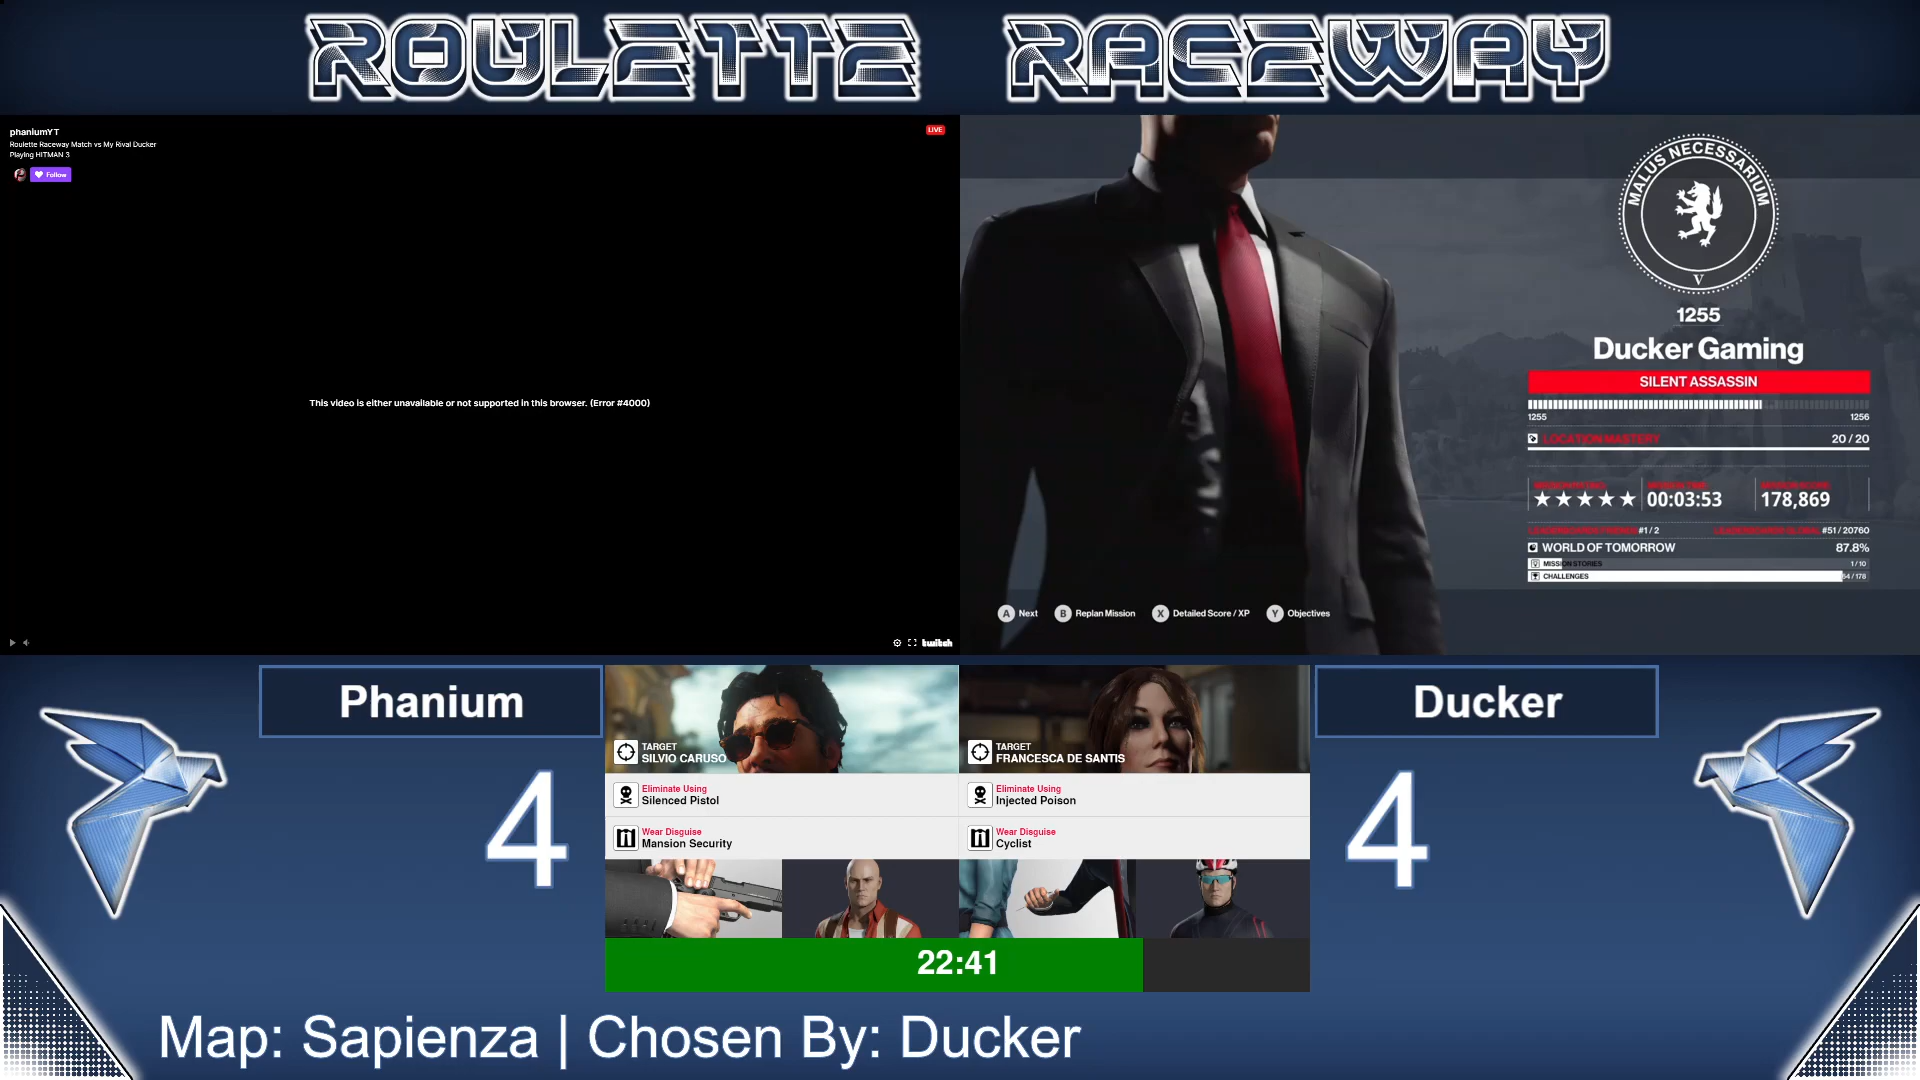 ROULETTE RACEWAY
phaniumYT
Roulette Raceway Match vs My Rival Ducker
Playing HITMAN 3
Follow
LIVE
This video is either unavailable or not supported in this browser. (Error #4000)
twitch
MALUS NECESSARIUM
V
1255
Ducker Gaming
SILENT ASSASSIN
1255 1256
LOCATION MASTERY 20 / 20
00:03:53 178,869
#1 / 2 #51 / 20760
WORLD OF TOMORROW 87.8%
MISSION STORIES 1 / 10
CHALLENGES
A Next B Replan Mission X Detailed Score / XP Y Objectives
Phanium
4
TARGET
SILVIO CARUSO
Eliminate Using
Silenced Pistol
Wear Disguise
Mansion Security
TARGET
FRANCESCA DE SANTIS
Eliminate Using
Injected Poison
Wear Disguise
Cyclist
22:41
Ducker
4
Map: Sapienza | Chosen By: Ducker